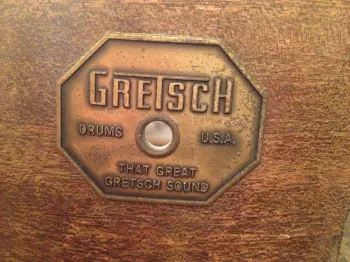 GRETSCH
DRUMS U.S.A.
THAT GREAT
GRETSCH SOUND